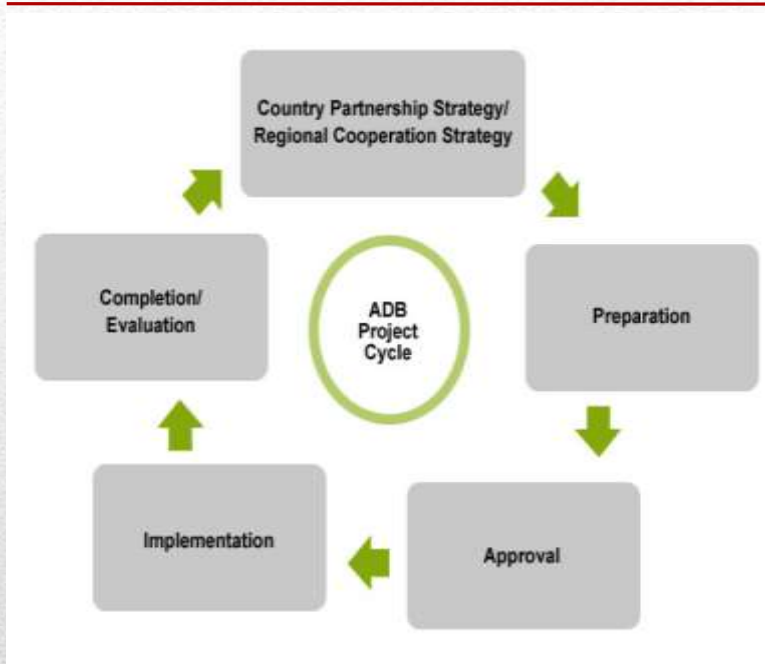 Country Partnership Strategy/
Regional Cooperation Strategy
Preparation
Approval
Implementation
Completion/
Evaluation
ADB
Project
Cycle